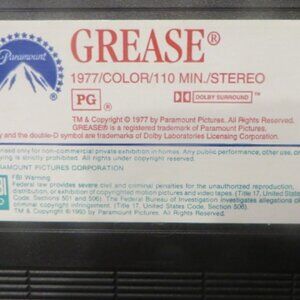 Paramount
GREASE®
1977/COLOR/110 MIN./STEREO
PG ®
DOLBY SURROUND ™
TM & Copyright © 1977 by Paramount Pictures. All Rights Reserved.
GREASE® is a registered trademark of Paramount Pictures.
y and the double-D symbol are trademarks of Dolby Laboratories Licensing Corporation.
ensed only for non-commercial private exhibition in homes. Any public performance, other use, or
is strictly prohibited. All Rights Reserved.
ARAMOUNT PICTURES CORPORATION
FBI Warning
Federal law provides severe civil and criminal penalties for the unauthorized reproduction,
distribution, or exhibition of copyrighted motion pictures and video tapes. (Title 17, United States
Code, Sections 501 and 506). The Federal Bureau of Investigation investigates allegations o
criminal copyright infringement. (Title 17, United States Code, Section 506).
TM & Copyright © 1993 by Paramount Pictures. All Rights Reserved.